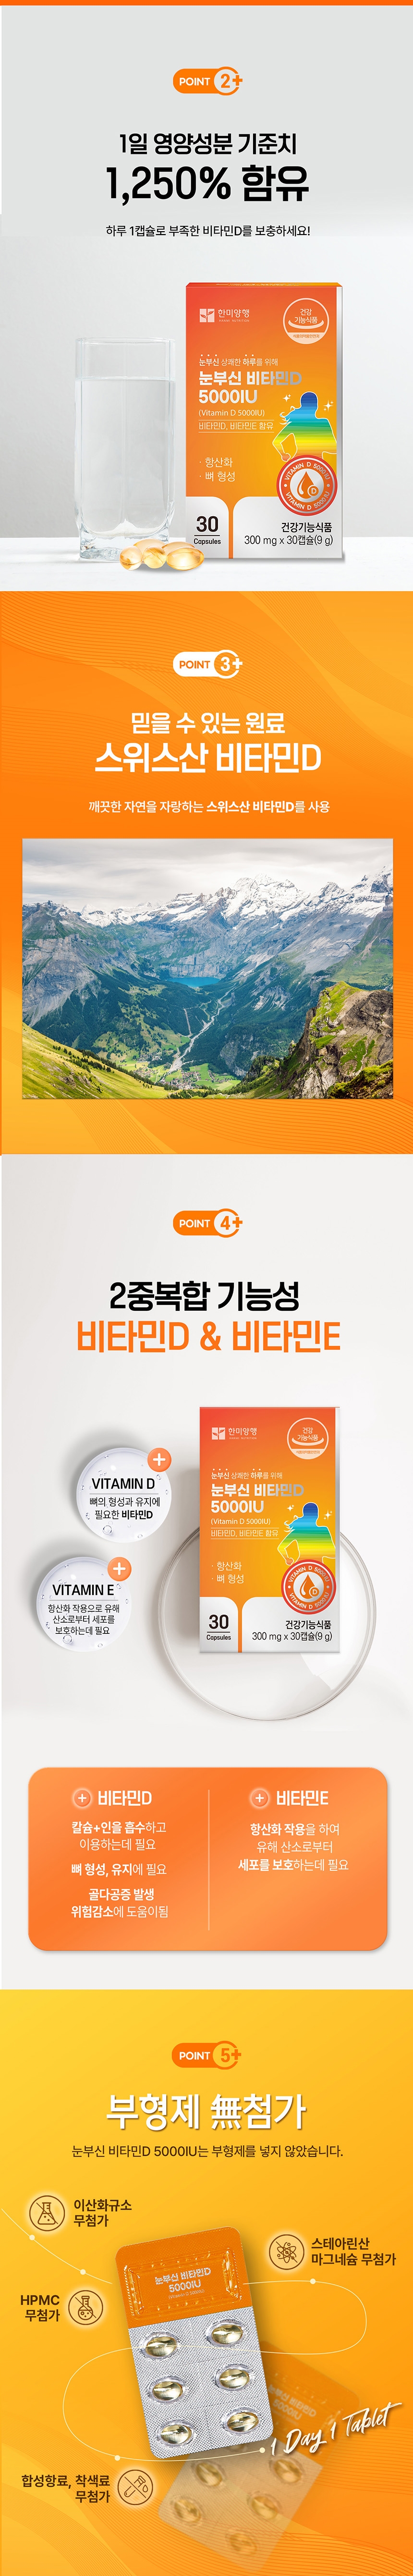 POINT 2+
1일 영양성분 기준치
1,250% 함유
하루 1캡슐로 부족한 비타민D를 보충하세요!
한미양행
건강
기능식품
눈부신 상쾌한 하루를 위해
눈부신 비타민D
5000IU
(Vitamin D 5000IU)
비타민D, 비타민E 함유
· 항산화
· 뼈 형성
VITAMIN D 5000IU
VITAMIN D 5000IU
30
Capsules
건강기능식품
300 mg x 30캡슐(9 g)
POINT 3+
믿을 수 있는 원료
스위스산 비타민D
깨끗한 자연을 자랑하는 스위스산 비타민D를 사용
POINT 4+
2중복합 기능성
비타민D & 비타민E
VITAMIN D
뼈의 형성과 유지에
필요한 비타민D
VITAMIN E
항산화 작용으로 유해
산소로부터 세포를
보호하는데 필요
한미양행
건강
기능식품
눈부신 상쾌한 하루를 위해
눈부신 비타민D
5000IU
(Vitamin D 5000IU)
비타민D, 비타민E 함유
· 항산화
· 뼈 형성
VITAMIN D 5000IU
VITAMIN D 5000IU
30
Capsules
건강기능식품
300 mg x 30캡슐(9 g)
+ 비타민D
칼슘+인을 흡수하고
이용하는데 필요
뼈 형성, 유지에 필요
골다공증 발생
위험감소에 도움이됨
+ 비타민E
항산화 작용을 하여
유해 산소로부터
세포를 보호하는데 필요
POINT 5+
부형제 無첨가
눈부신 비타민D 5000IU는 부형제를 넣지 않았습니다.
이산화규소
무첨가
스테아린산
마그네슘 무첨가
HPMC
무첨가
눈부신 비타민D
5000IU
1 Day 1 Tablet
합성항료, 착색료
무첨가